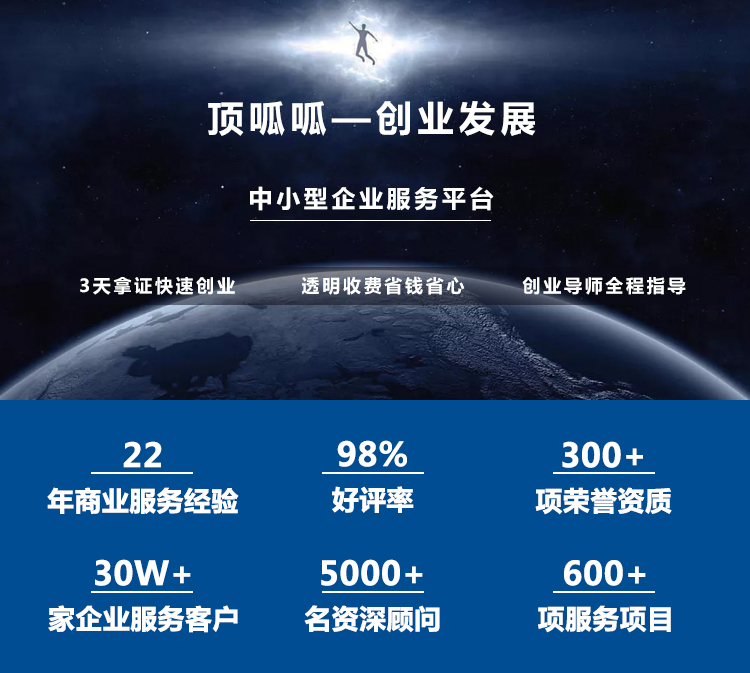 顶呱呱—创业发展
中小型企业服务平台
3天拿证快速创业 透明收费省钱省心 创业导师全程指导
22 98% 300+
年商业服务经验 好评率 项荣誉资质
30W+ 5000+ 600+
家企业服务客户 名资深顾问 项服务项目